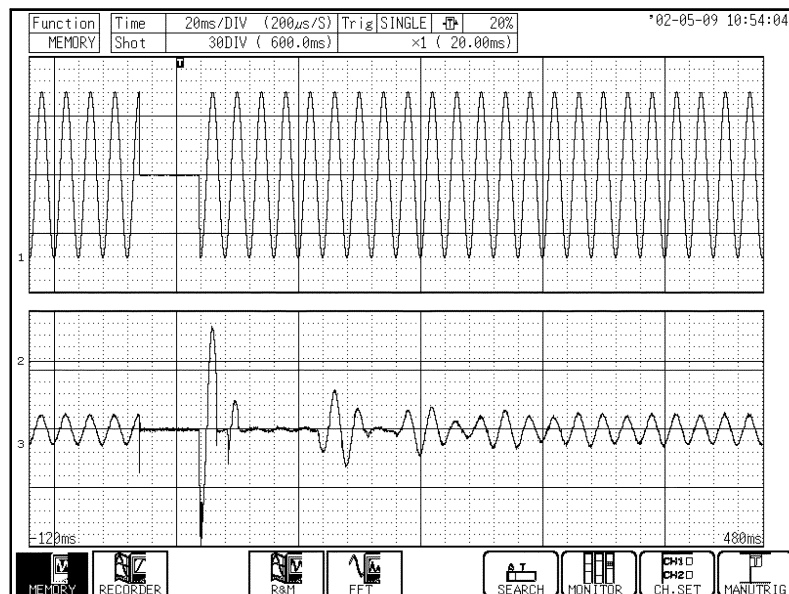 Function Time 20ms/DIV (200µs/S) Trig SINGLE T 20% '02-05-09 10:54:04
MEMORY Shot 30DIV ( 600.0ms) ×1 ( 20.00ms)
T
1
2
3
-120ms 480ms
MEMORY RECORDER R&M FFT SEARCH MONITOR CH.SET MANUTRIG
CH1
CH2